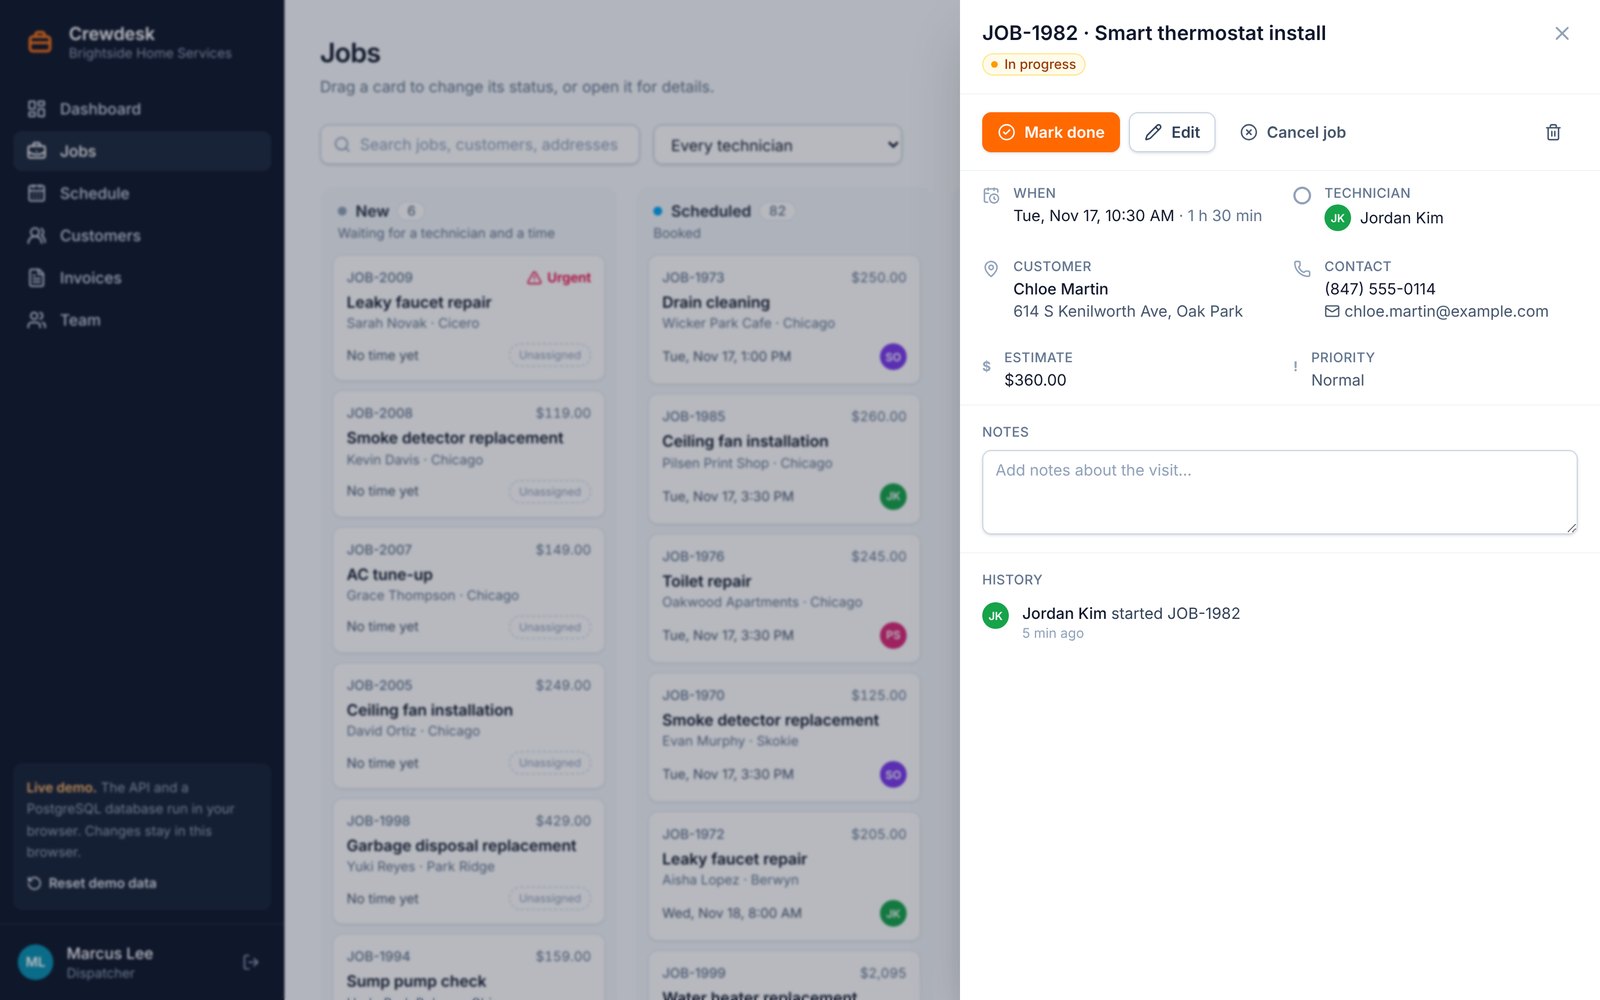 Crewdesk
Brightside Home Services
Dashboard
Jobs
Schedule
Customers
Invoices
Team
Live demo. The API and a
PostgreSQL database run in your
browser. Changes stay in this
browser.
Reset demo data
ML
Marcus Lee
Dispatcher
Jobs
Drag a card to change its status, or open it for details.
Search jobs, customers, addresses
Every technician
New 6
Waiting for a technician and a time
JOB-2009 Urgent
Leaky faucet repair
Sarah Novak · Cicero
No time yet Unassigned
JOB-2008 $119.00
Smoke detector replacement
Kevin Davis · Chicago
No time yet Unassigned
JOB-2007 $149.00
AC tune-up
Grace Thompson · Chicago
No time yet Unassigned
JOB-2005 $249.00
Ceiling fan installation
David Ortiz · Chicago
No time yet Unassigned
JOB-1998 $429.00
Garbage disposal replacement
Yuki Reyes · Park Ridge
No time yet Unassigned
JOB-1994 $159.00
Sump pump check
Scheduled 82
Booked
JOB-1973 $250.00
Drain cleaning
Wicker Park Cafe · Chicago
Tue, Nov 17, 1:00 PM SO
JOB-1985 $260.00
Ceiling fan installation
Pilsen Print Shop · Chicago
Tue, Nov 17, 3:30 PM JK
JOB-1976 $245.00
Toilet repair
Oakwood Apartments · Chicago
Tue, Nov 17, 3:30 PM PS
JOB-1970 $125.00
Smoke detector replacement
Evan Murphy · Skokie
Tue, Nov 17, 3:30 PM SO
JOB-1972 $205.00
Leaky faucet repair
Aisha Lopez · Berwyn
Wed, Nov 18, 8:00 AM JK
JOB-1999 $2,095
Water heater replacement
JOB-1982 · Smart thermostat install
In progress
Mark done
Edit
Cancel job
WHEN
Tue, Nov 17, 10:30 AM · 1 h 30 min
TECHNICIAN
JK Jordan Kim
CUSTOMER
Chloe Martin
614 S Kenilworth Ave, Oak Park
CONTACT
(847) 555-0114
chloe.martin@example.com
$ ESTIMATE
$360.00
! PRIORITY
Normal
NOTES
Add notes about the visit...
HISTORY
JK Jordan Kim started JOB-1982
5 min ago